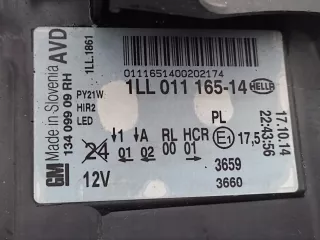 GM Made in Slovenia AVD
134 099 09 RH
1LL.1861
0111651400202174
1LL 011 165-14 HELLA
PY21W
HIR2
LED
PL
17.10.14
22:43:56
24 ↓1 ↓A RL HCR E1 17,5
01 02 00 01
12V
3659
3660